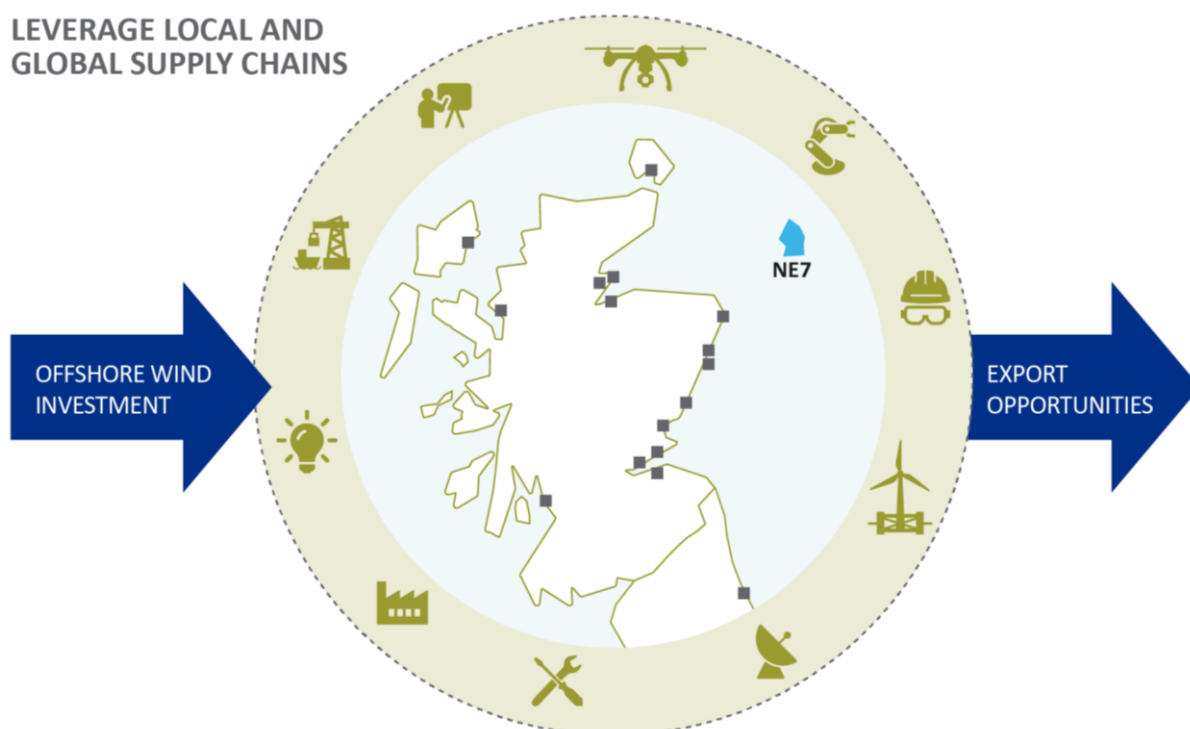 LEVERAGE LOCAL AND
GLOBAL SUPPLY CHAINS
NE7
OFFSHORE WIND
INVESTMENT
EXPORT
OPPORTUNITIES